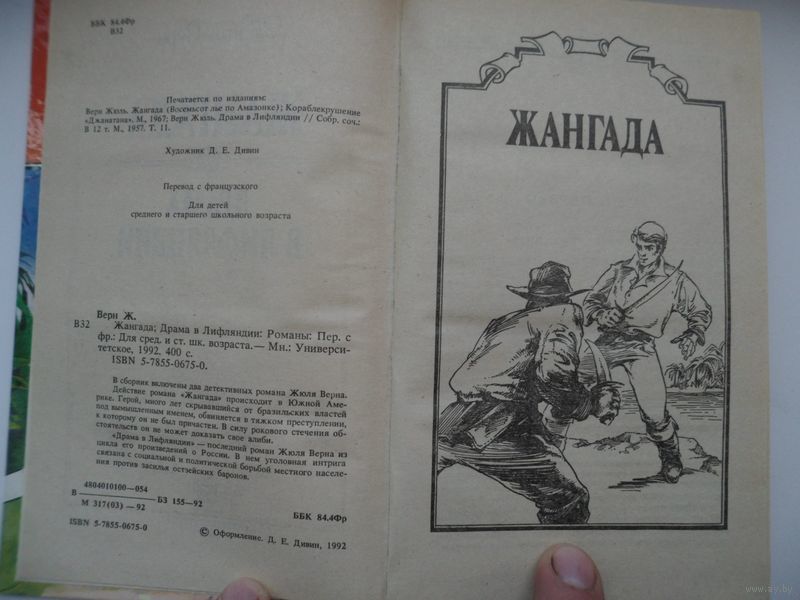 ББК 84.4Фр
В32
Печатается по изданиям:
Верн Жюль. Жангада (Восемьсот лье по Амазонке); Кораблекрушение
«Джанатана». М., 1967; Верн Жюль. Драма в Лифляндии // Собр. соч.:
В 12 т. М., 1957. Т. 11.
Художник Д. Е. Дивин
Перевод с французского
Для детей
среднего и старшего школьного возраста
Верн Ж.
В32 Жангада; Драма в Лифляндии: Романы: Пер. с
фр.: Для сред. и ст. шк. возраста.— Мн.: Универси-
тетское, 1992. 400 с.
ISBN 5-7855-0675-0.
В сборник включены два детективных романа Жюля Верна.
Действие романа «Жангада» происходит в Южной Аме-
рике. Герой, много лет скрывавшийся от бразильских властей
под вымышленным именем, обвиняется в тяжком преступлении,
к которому он не был причастен. В силу рокового стечения об-
стоятельств он не может доказать свое алиби.
«Драма в Лифляндии» — последний роман Жюля Верна из
цикла его произведений о России. В нем уголовная интрига
связана с социальной и политической борьбой местного населе-
ния против засилья остзейских баронов.
4804010100—054
В БЗ 155—92
М 317(03)—92
ББК 84.4Фр
ISBN 5-7855-0675-0
© Оформление. Д. Е. Дивин, 1992
ЖАНГАДА
www.ay.by